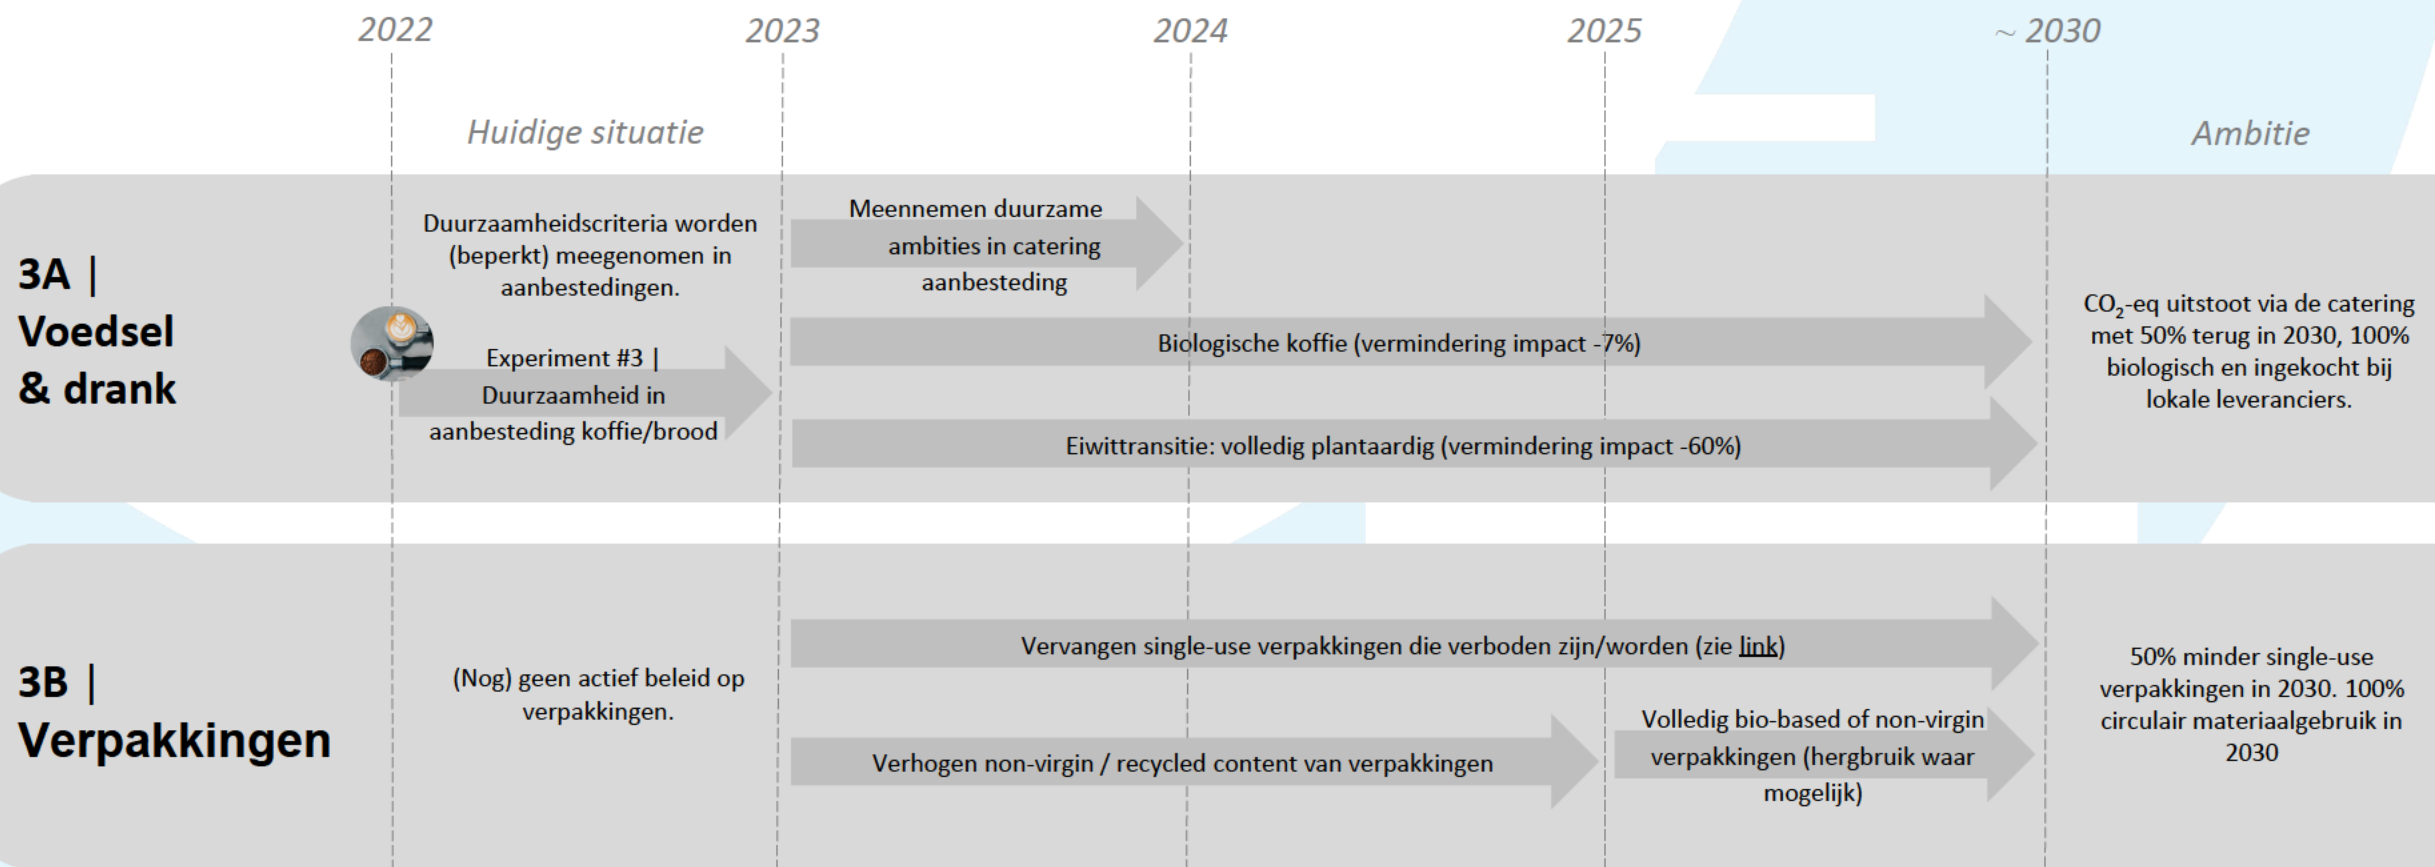 2022
2023
2024
2025
~ 2030
Huidige situatie
Ambitie
3A |
Voedsel
& drank
Duurzaamheidscriteria worden
(beperkt) meegenomen in
aanbestedingen.
Experiment #3 |
Duurzaamheid in
aanbesteding koffie/brood
Meennemen duurzame
ambities in catering
aanbesteding
Biologische koffie (vermindering impact -7%)
Eiwittransitie: volledig plantaardig (vermindering impact -60%)
CO₂-eq uitstoot via de catering
met 50% terug in 2030, 100%
biologisch en ingekocht bij
lokale leveranciers.
3B |
Verpakkingen
(Nog) geen actief beleid op
verpakkingen.
Vervangen single-use verpakkingen die verboden zijn/worden (zie link)
Verhogen non-virgin / recycled content van verpakkingen
Volledig bio-based of non-virgin
verpakkingen (hergbruik waar
mogelijk)
50% minder single-use
verpakkingen in 2030. 100%
circulair materiaalgebruik in
2030